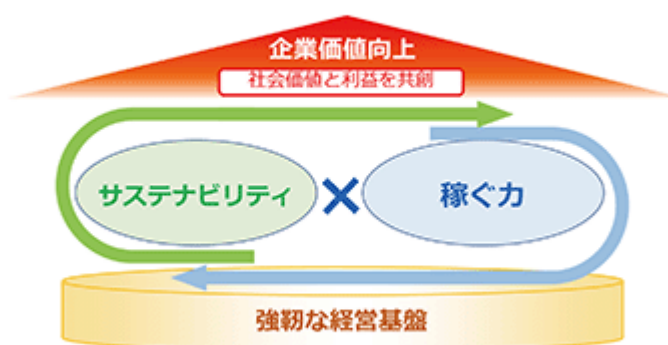 企業価値向上
社会価値と利益を共創
サステナビリティ × 稼ぐ力
強靭な経営基盤